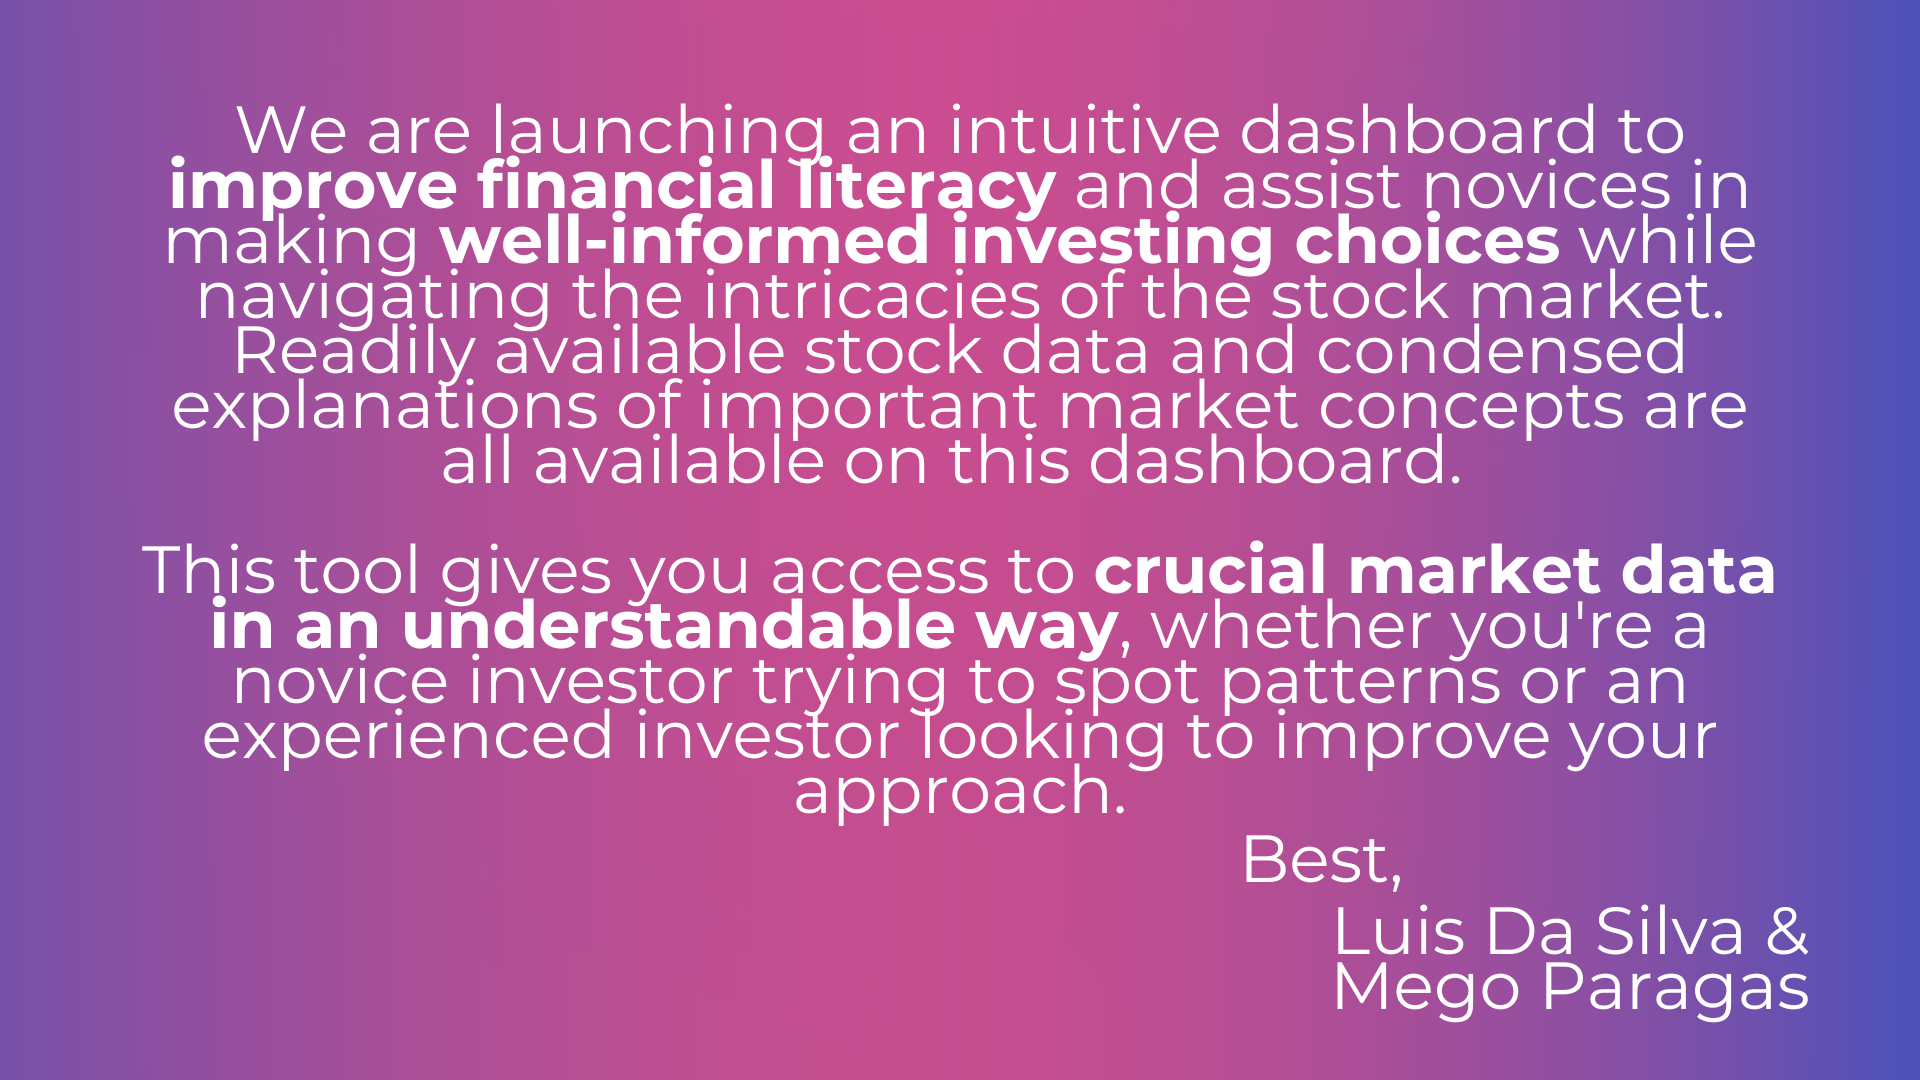 We are launching an intuitive dashboard to
improve financial literacy and assist novices in
making well-informed investing choices while
navigating the intricacies of the stock market.
Readily available stock data and condensed
explanations of important market concepts are
all available on this dashboard.
This tool gives you access to crucial market data
in an understandable way, whether you're a
novice investor trying to spot patterns or an
experienced investor looking to improve your
approach.
Best,
Luis Da Silva &
Mego Paragas